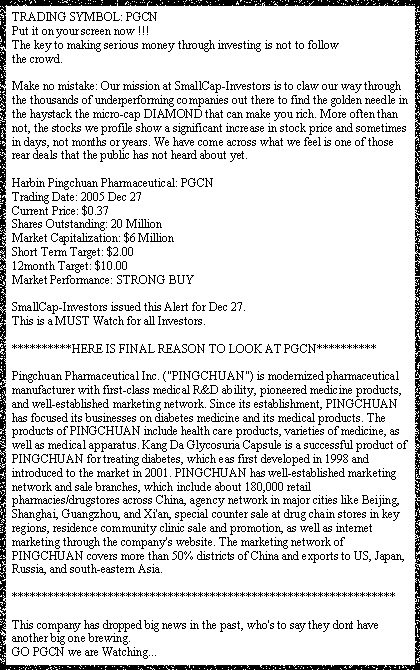 TRADING SYMBOL: PGCN
Put it on your screen now !!!
The key to making serious money through investing is not to follow
the crowd.
Make no mistake: Our mission at SmallCap-Investors is to claw our way through
the thousands of underperforming companies out there to find the golden needle in
the haystack the micro-cap DIAMOND that can make you rich. More often than
not, the stocks we profile show a significant increase in stock price and sometimes
in days, not months or years. We have come across what we feel is one of those
rear deals that the public has not heard about yet.
Harbin Pingchuan Pharmaceutical: PGCN
Trading Date: 2005 Dec 27
Current Price: $0.37
Shares Outstanding: 20 Million
Market Capitalization: $6 Million
Short Term Target: $2.00
12month Target: $10.00
Market Performance: STRONG BUY
SmallCap-Investors issued this Alert for Dec 27.
This is a MUST Watch for all Investors.
**********HERE IS FINAL REASON TO LOOK AT PGCN**********
Pingchuan Pharmaceutical Inc. ("PINGCHUAN") is modernized pharmaceutical
manufacturer with first-class medical R&D ability, pioneered medicine products,
and well-established marketing network. Since its establishment, PINGCHUAN
has focused its businesses on diabetes medicine and its medical products. The
products of PINGCHUAN include health care products, varieties of medicine, as
well as medical apparatus. Kang Da Glycosuria Capsule is a successful product of
PINGCHUAN for treating diabetes, which eas first developed in 1998 and
introduced to the market in 2001. PINGCHUAN has well-established marketing
network and sale branches, which include about 180,000 retail
pharmacies/drugstores across China, agency network in major cities like Beijing,
Shanghai, Guangzhou, and Xi'an, special counter sale at drug chain stores in key
regions, residence community clinic sale and promotion, as well as internet
marketing through the company's website. The marketing network of
PINGCHUAN covers more than 50% districts of China and exports to US, Japan,
Russia, and south-eastern Asia.
****************************************************************
This company has dropped big news in the past, who's to say they dont have
another big one brewing.
GO PGCN we are Watching...